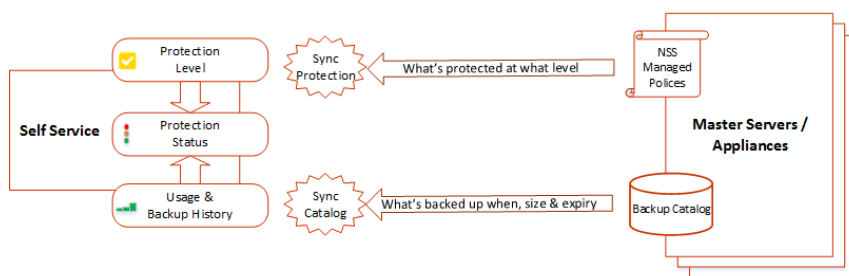 Protection
Level
Sync
Protection
What's protected at what level
NSS
Managed
Polices
Self Service
Protection
Status
Master Servers /
Appliances
Usage &
Backup History
Sync
Catalog
What's backed up when, size & expiry
Backup Catalog